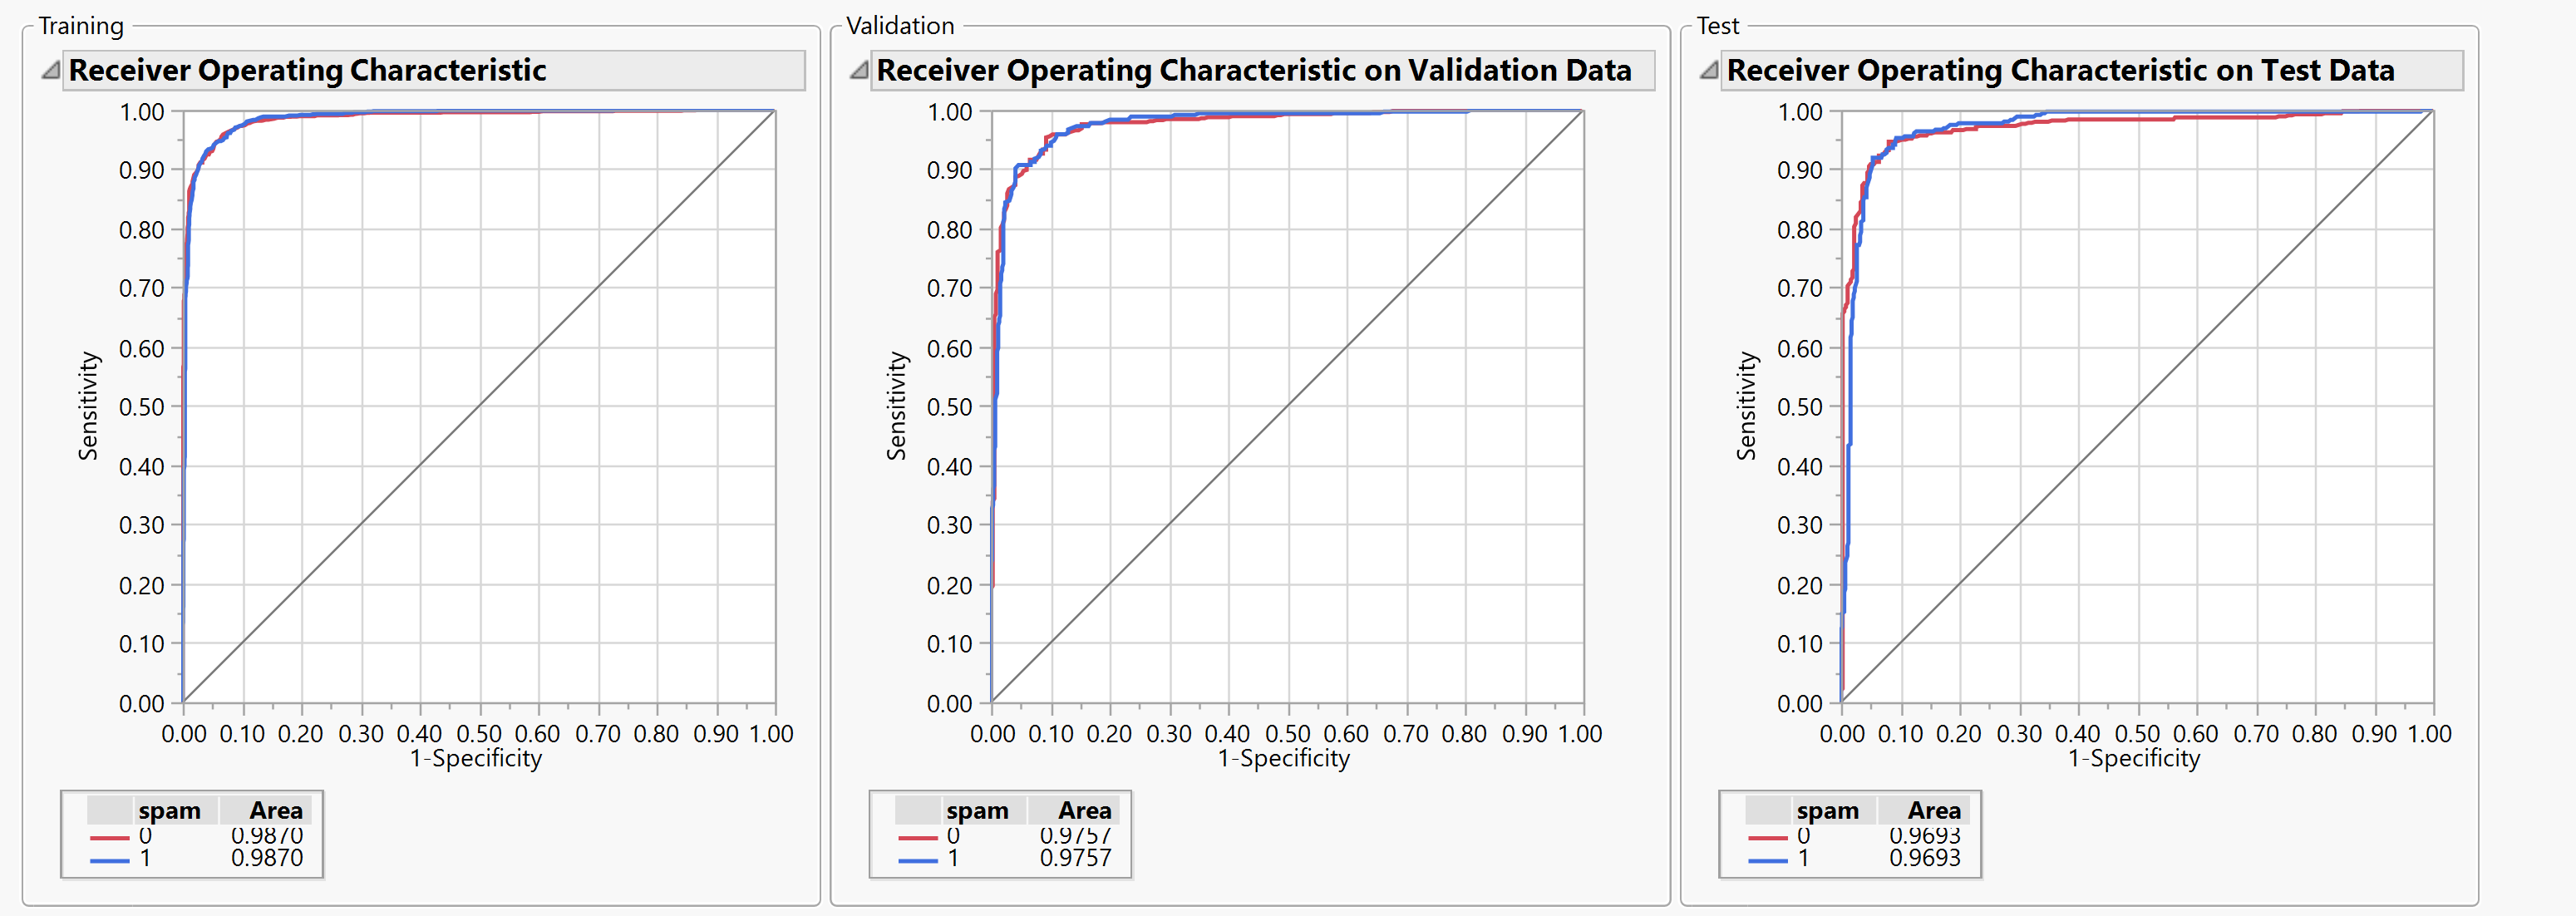 Training
Receiver Operating Characteristic
1.00
0.90
0.80
0.70
0.60
0.50
0.40
0.30
0.20
0.10
0.00
Sensitivity
0.00 0.10 0.20 0.30 0.40 0.50 0.60 0.70 0.80 0.90 1.00
1-Specificity
spam Area
0 0.9870
1 0.9870
Validation
Receiver Operating Characteristic on Validation Data
1.00
0.90
0.80
0.70
0.60
0.50
0.40
0.30
0.20
0.10
0.00
Sensitivity
0.00 0.10 0.20 0.30 0.40 0.50 0.60 0.70 0.80 0.90 1.00
1-Specificity
spam Area
0 0.9757
1 0.9757
Test
Receiver Operating Characteristic on Test Data
1.00
0.90
0.80
0.70
0.60
0.50
0.40
0.30
0.20
0.10
0.00
Sensitivity
0.00 0.10 0.20 0.30 0.40 0.50 0.60 0.70 0.80 0.90 1.00
1-Specificity
spam Area
0 0.9693
1 0.9693